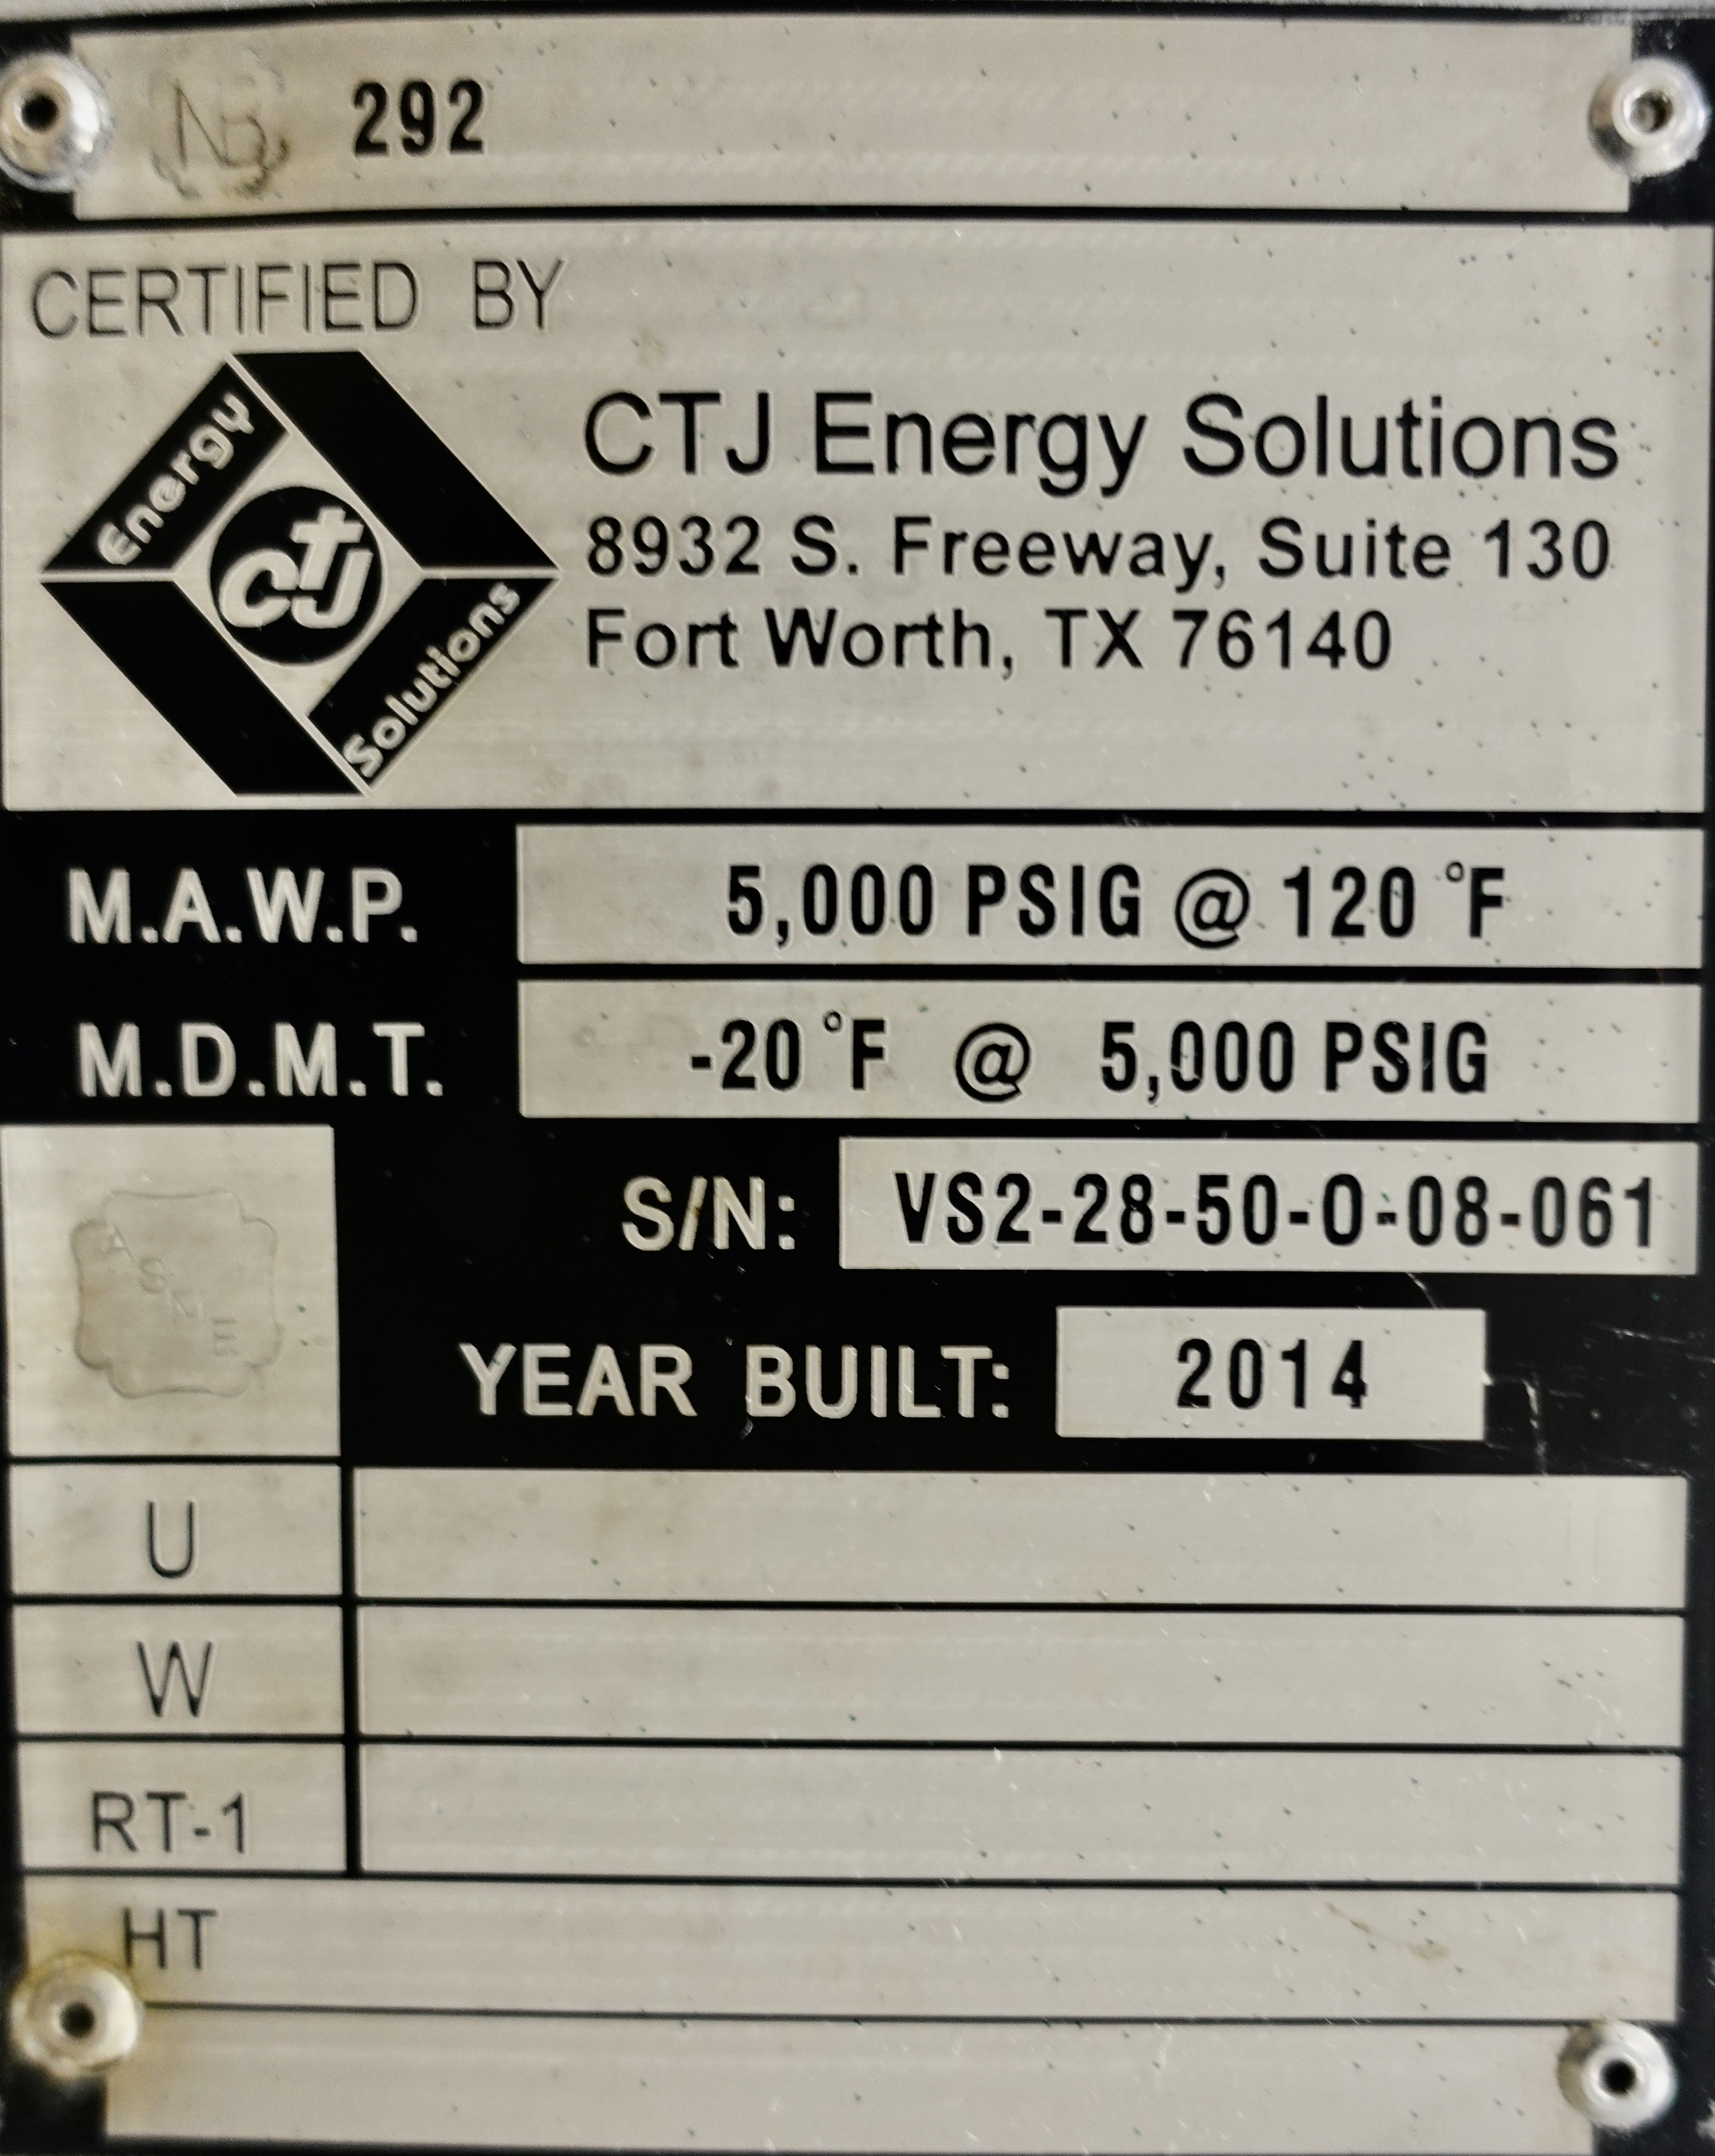 NB 292
CERTIFIED BY
Energy
CTJ
Solutions
CTJ Energy Solutions
8932 S. Freeway, Suite 130
Fort Worth, TX 76140
M.A.W.P. 5,000 PSIG @ 120 °F
M.D.M.T. -20 °F @ 5,000 PSIG
S/N: VS2-28-50-0-08-061
YEAR BUILT: 2014
U
W
RT-1
HT